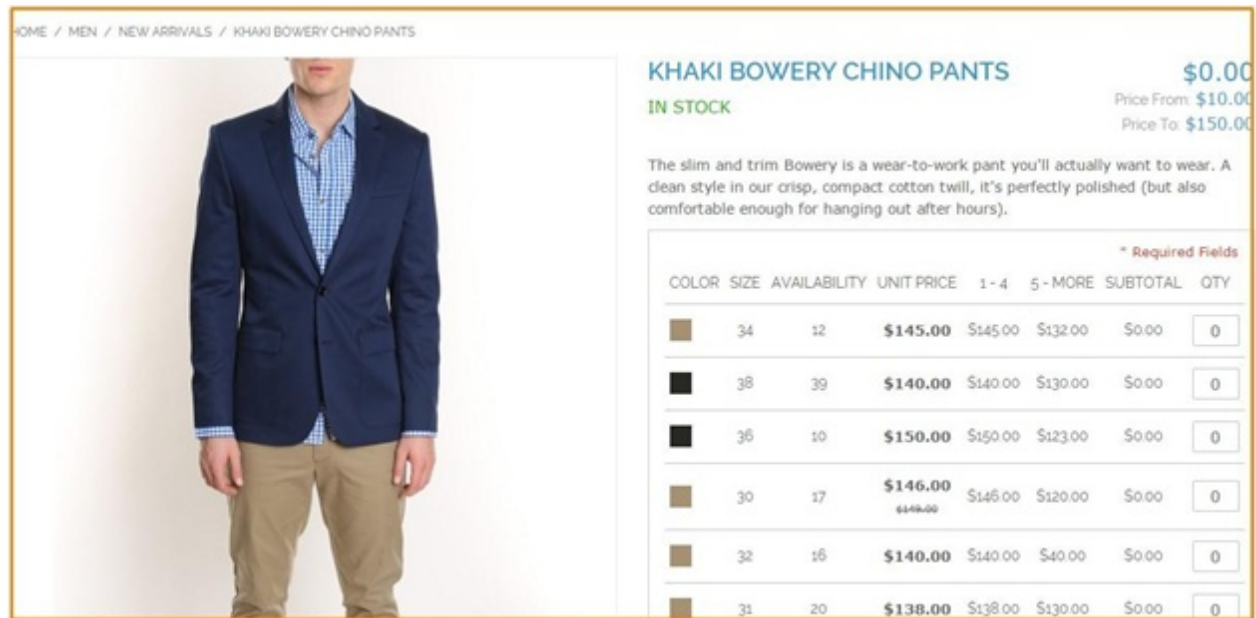 HOME / MEN / NEW ARRIVALS / KHAKI BOWERY CHINO PANTS
KHAKI BOWERY CHINO PANTS
$0.00
IN STOCK
Price From: $10.00
Price To: $150.00
The slim and trim Bowery is a wear-to-work pant you'll actually want to wear. A
clean style in our crisp, compact cotton twill, it's perfectly polished (but also
comfortable enough for hanging out after hours).
* Required Fields
COLOR SIZE AVAILABILITY UNIT PRICE 1 - 4 5 - MORE SUBTOTAL QTY
34 12 $145.00 $145.00 $132.00 $0.00 0
38 39 $140.00 $140.00 $130.00 $0.00 0
36 10 $150.00 $150.00 $123.00 $0.00 0
30 17 $146.00 $146.00 $120.00 $0.00 0
$149.00
32 16 $140.00 $140.00 $40.00 $0.00 0
31 20 $138.00 $138.00 $130.00 $0.00 0